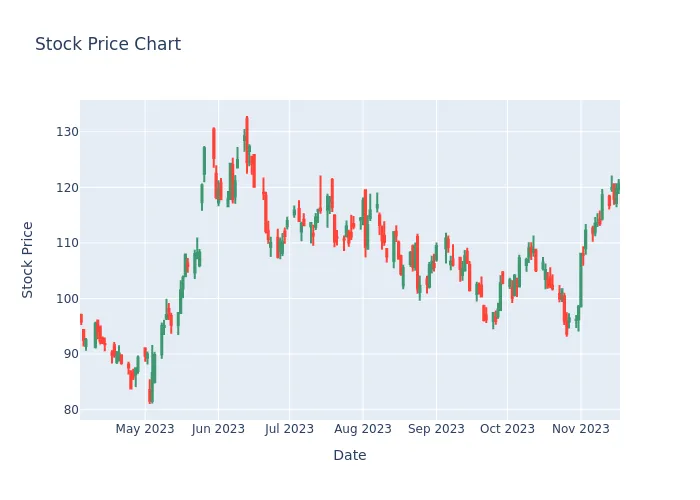 Stock Price Chart
130
120
110
100
90
80
Stock Price
May 2023
Jun 2023
Jul 2023
Aug 2023
Sep 2023
Oct 2023
Nov 2023
Date